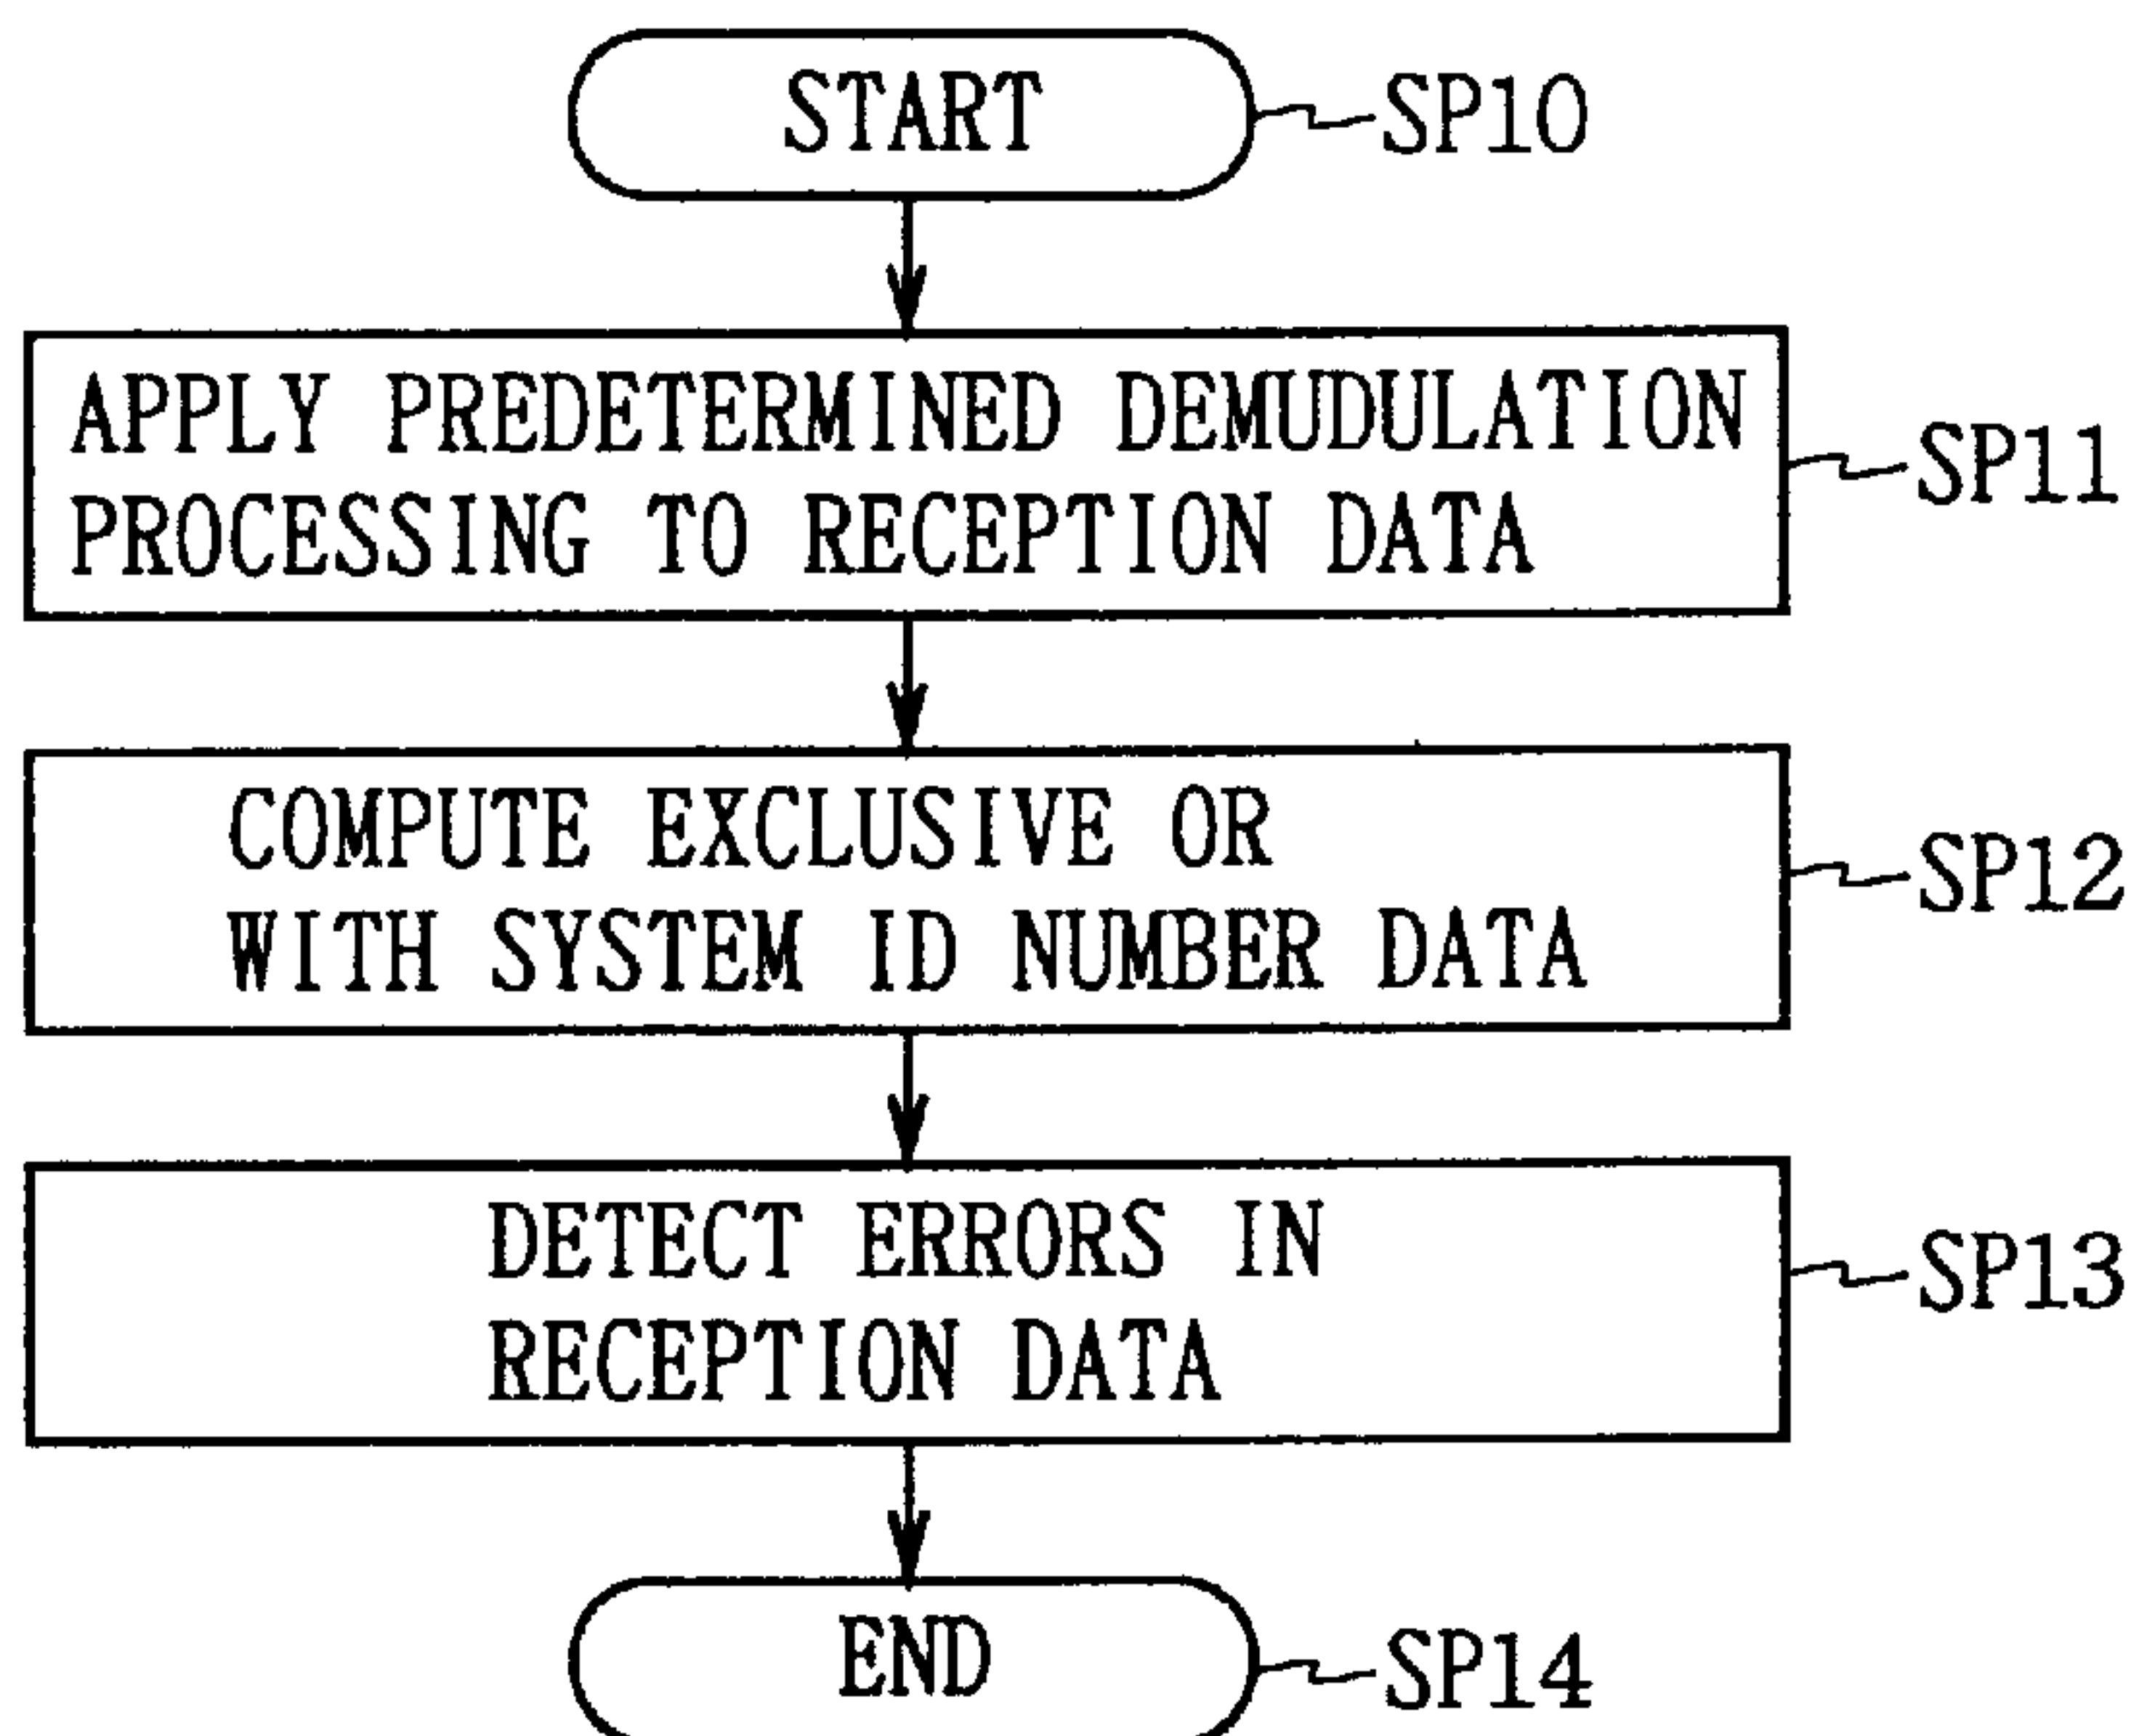 START
SP10
APPLY PREDETERMINED DEMUDULATION
PROCESSING TO RECEPTION DATA
SP11
COMPUTE EXCLUSIVE OR
WITH SYSTEM ID NUMBER DATA
SP12
DETECT ERRORS IN
RECEPTION DATA
SP13
END
SP14